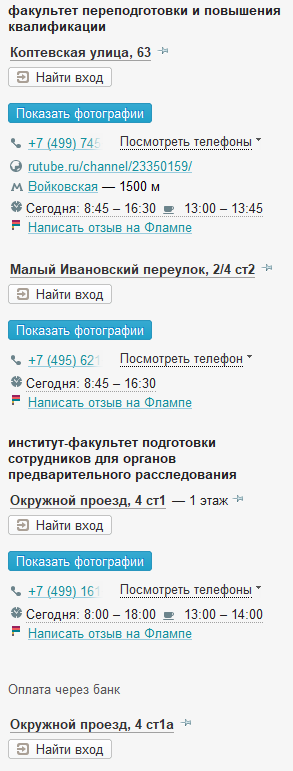 факультет переподготовки и повышения
квалификации
Коптевская улица, 63
Найти вход
Показать фотографии
+7 (499) 745 Посмотреть телефоны
rutube.ru/channel/23350159/
Войковская — 1500 м
Сегодня: 8:45 – 16:30 13:00 – 13:45
Написать отзыв на Флампе
Малый Ивановский переулок, 2/4 ст2
Найти вход
Показать фотографии
+7 (495) 621 Посмотреть телефон
Сегодня: 8:45 – 16:30
Написать отзыв на Флампе
институт-факультет подготовки
сотрудников для органов
предварительного расследования
Окружной проезд, 4 ст1 — 1 этаж
Найти вход
Показать фотографии
+7 (499) 161 Посмотреть телефоны
Сегодня: 8:00 – 18:00 13:00 – 14:00
Написать отзыв на Флампе
Оплата через банк
Окружной проезд, 4 ст1а
Найти вход